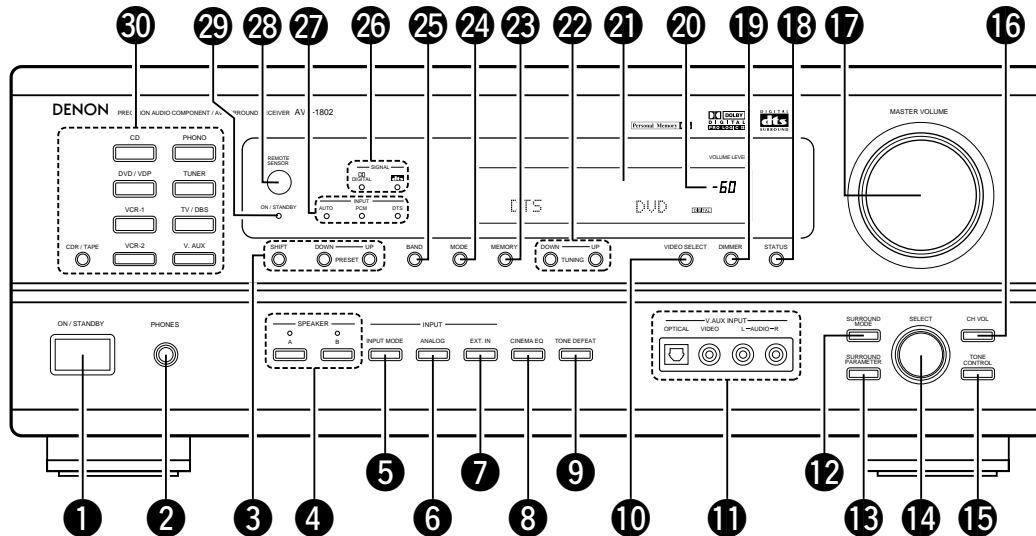 30 29 28 27 26 25 24 23 22 21 20 19 18 17 16
DENON PRECISION AUDIO COMPONENT / AV SURROUND RECEIVER AV -1802
Personal Memory
DOLBY
DIGITAL
PRO LOGIC II
DIGITAL
dts
SURROUND
MASTER VOLUME
CD PHONO
DVD / VDP TUNER
VCR-1 TV / DBS
CDR / TAPE VCR-2 V. AUX
REMOTE
SENSOR
ON / STANDBY
SIGNAL
DIGITAL dts
INPUT
AUTO PCM DTS
VOLUME LEVEL
-60
DTS DVD DIGITAL
SHIFT DOWN UP
PRESET
BAND MODE MEMORY
DOWN UP
TUNING
VIDEO SELECT DIMMER STATUS
ON / STANDBY PHONES
SPEAKER
A B
INPUT
INPUT MODE ANALOG EXT. IN CINEMA EQ TONE DEFEAT
V.AUX INPUT
OPTICAL VIDEO L-AUDIO-R
SURROUND
MODE
SURROUND
PARAMETER
SELECT
CH VOL
TONE
CONTROL
1 2 3 4 5 6 7 8 9 10 11 12 13 14 15